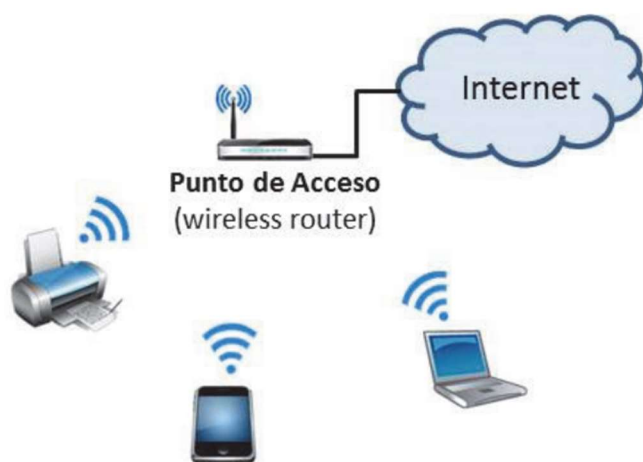 Internet
Punto de Acceso
(wireless router)